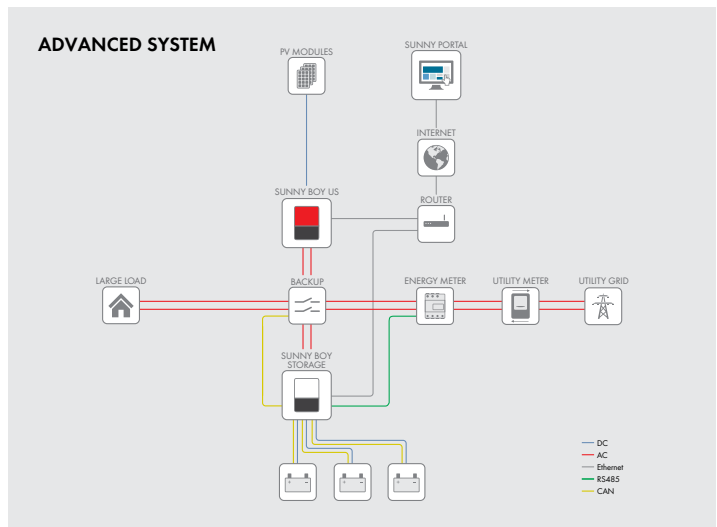 ADVANCED SYSTEM
PV MODULES
SUNNY PORTAL
INTERNET
SUNNY BOY US
ROUTER
LARGE LOAD
BACKUP
ENERGY METER
UTILITY METER
UTILITY GRID
SUNNY BOY
STORAGE
DC
AC
Ethernet
RS485
CAN